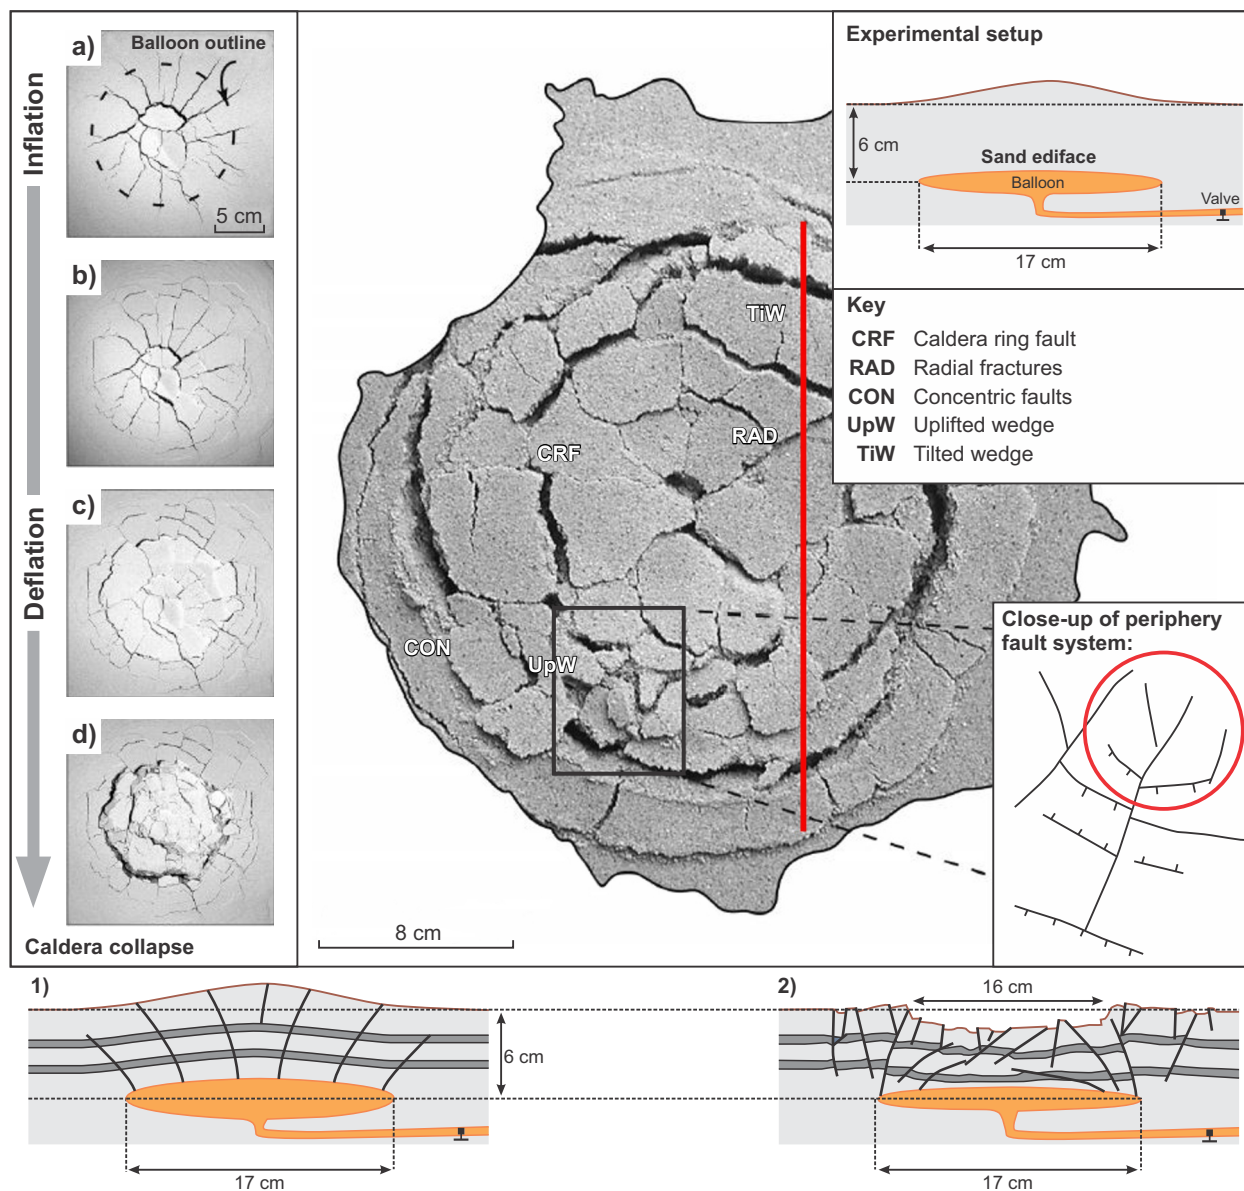 a)
Balloon outline
5 cm
b)
c)
d)
Inflation
Deflation
Caldera collapse
TiW
RAD
CRF
CON
UpW
8 cm
Experimental setup
6 cm
Sand ediface
Balloon
Valve
17 cm
Key
CRF Caldera ring fault
RAD Radial fractures
CON Concentric faults
UpW Uplifted wedge
TiW Tilted wedge
Close-up of periphery
fault system:
1)
6 cm
17 cm
2)
16 cm
17 cm